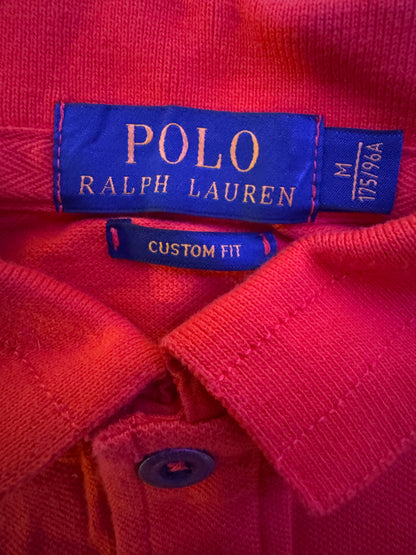 POLO
RALPH LAUREN
M
175/96A
CUSTOM FIT